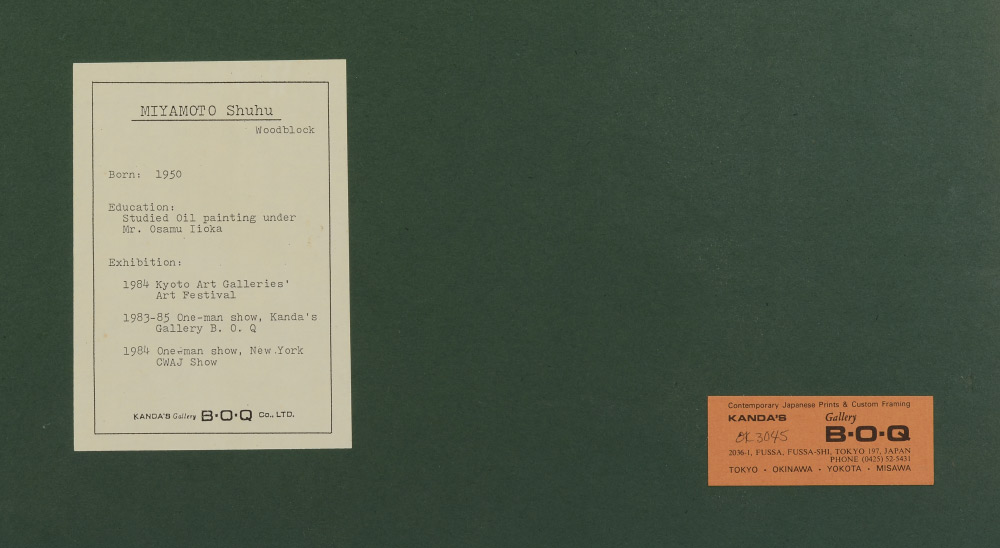 MIYAMOTO Shuhu
Woodblock
Born: 1950
Education:
Studied Oil painting under
Mr. Osamu Iioka
Exhibition:
1984 Kyoto Art Galleries'
Art Festival
1983-85 One-man show, Kanda's
Gallery B. O. Q
1984 One-man show, New York
CWAJ Show
KANDA'S Gallery B·O·Q CO., LTD.
Contemporary Japanese Prints & Custom Framing
KANDA'S Gallery
BK 3045 B·O·Q
2036-1, FUSSA, FUSSA-SHI, TOKYO 197, JAPAN
PHONE (0425) 52-5431
TOKYO - OKINAWA - YOKOTA - MISAWA